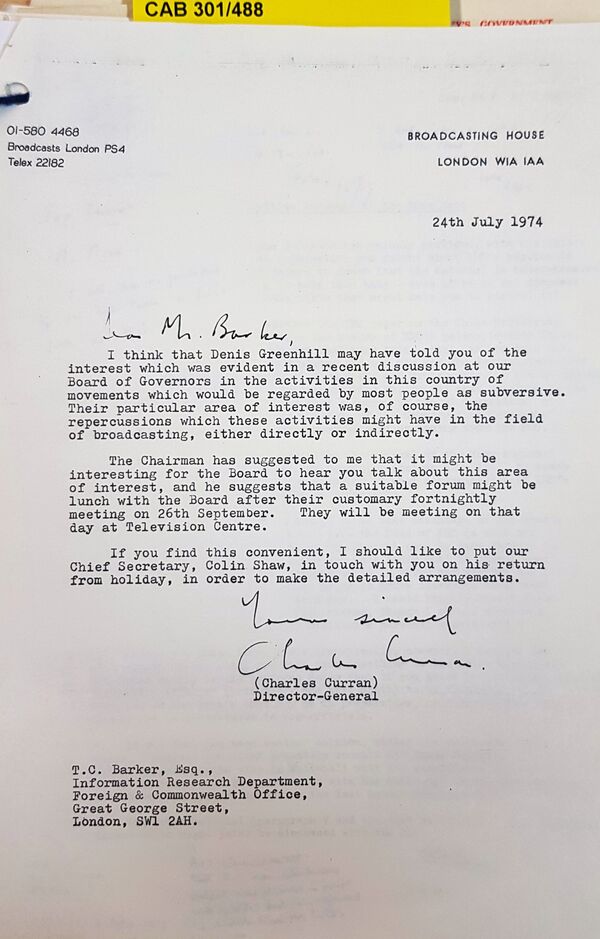 CAB 301/488
GOVERNMENT
01-580 4468
Broadcasts London PS4
Telex 22182
BROADCASTING HOUSE
LONDON W1A 1AA
24th July 1974
Dear Mr. Barker,
I think that Denis Greenhill may have told you of the
interest which was evident in a recent discussion at our
Board of Governors in the activities in this country of
movements which would be regarded by most people as subversive.
Their particular area of interest was, of course, the
repercussions which these activities might have in the field
of broadcasting, either directly or indirectly.
The Chairman has suggested to me that it might be
interesting for the Board to hear you talk about this area
of interest, and he suggests that a suitable forum might be
lunch with the Board after their customary fortnightly
meeting on 26th September. They will be meeting on that
day at Television Centre.
If you find this convenient, I should like to put our
Chief Secretary, Colin Shaw, in touch with you on his return
from holiday, in order to make the detailed arrangements.
Yours sincerely
Charles Curran.
(Charles Curran)
Director-General
T.C. Barker, Esq.,
Information Research Department,
Foreign & Commonwealth Office,
Great George Street,
London, SW1 2AH.